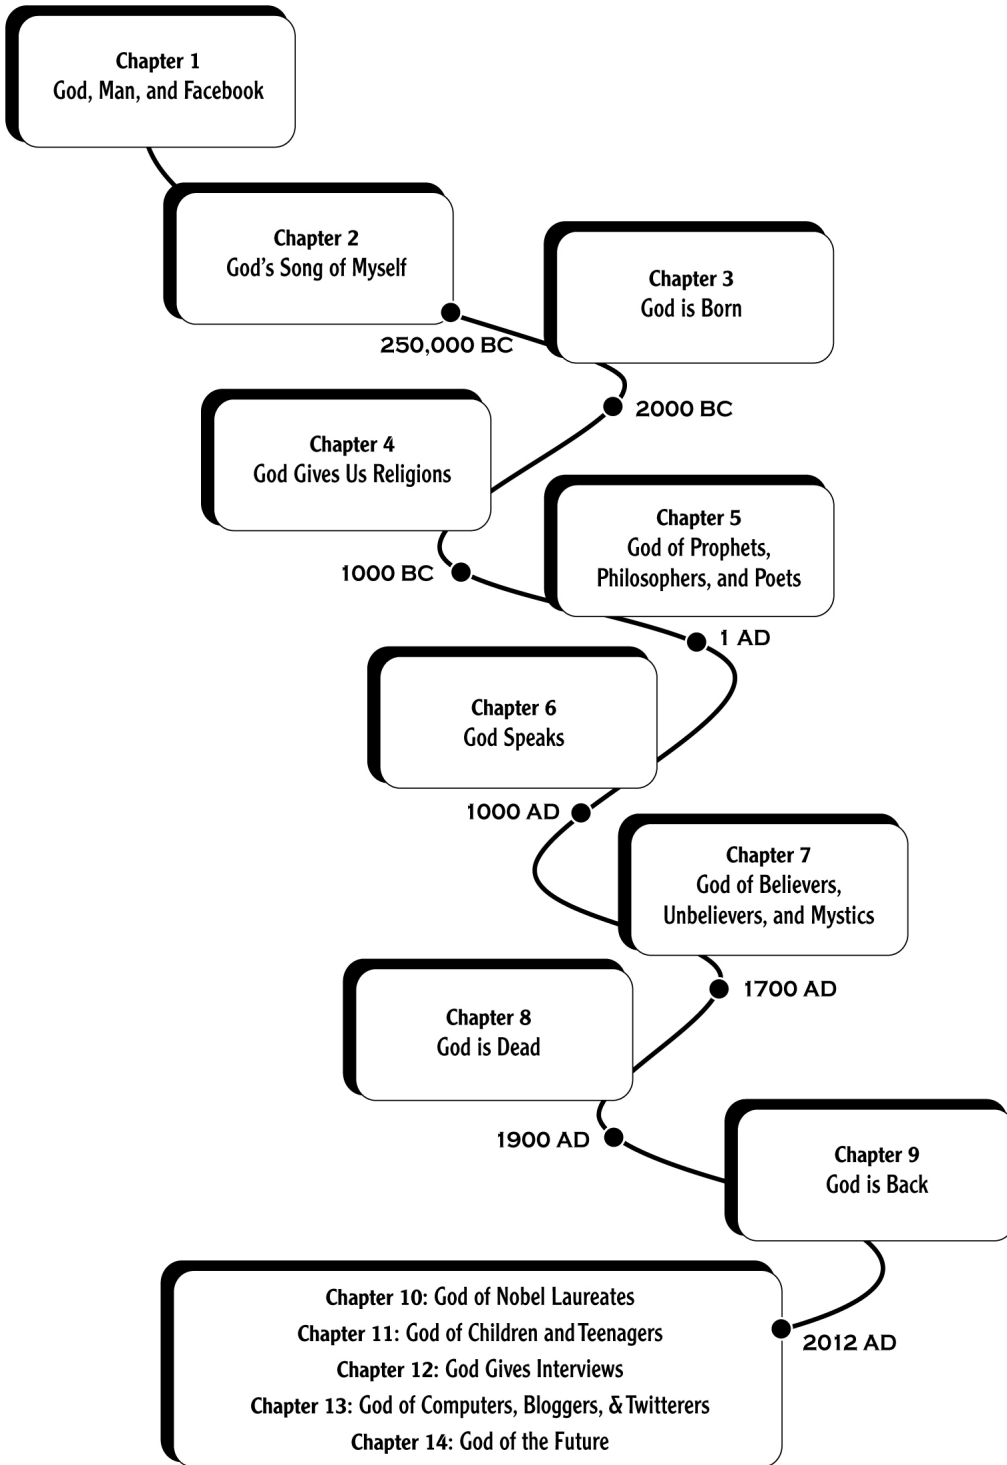 Chapter 1
God, Man, and Facebook
Chapter 2
God's Song of Myself
250,000 BC
Chapter 3
God is Born
2000 BC
Chapter 4
God Gives Us Religions
1000 BC
Chapter 5
God of Prophets,
Philosophers, and Poets
1 AD
Chapter 6
God Speaks
1000 AD
Chapter 7
God of Believers,
Unbelievers, and Mystics
1700 AD
Chapter 8
God is Dead
1900 AD
Chapter 9
God is Back
2012 AD
Chapter 10: God of Nobel Laureates
Chapter 11: God of Children and Teenagers
Chapter 12: God Gives Interviews
Chapter 13: God of Computers, Bloggers, & Twitterers
Chapter 14: God of the Future